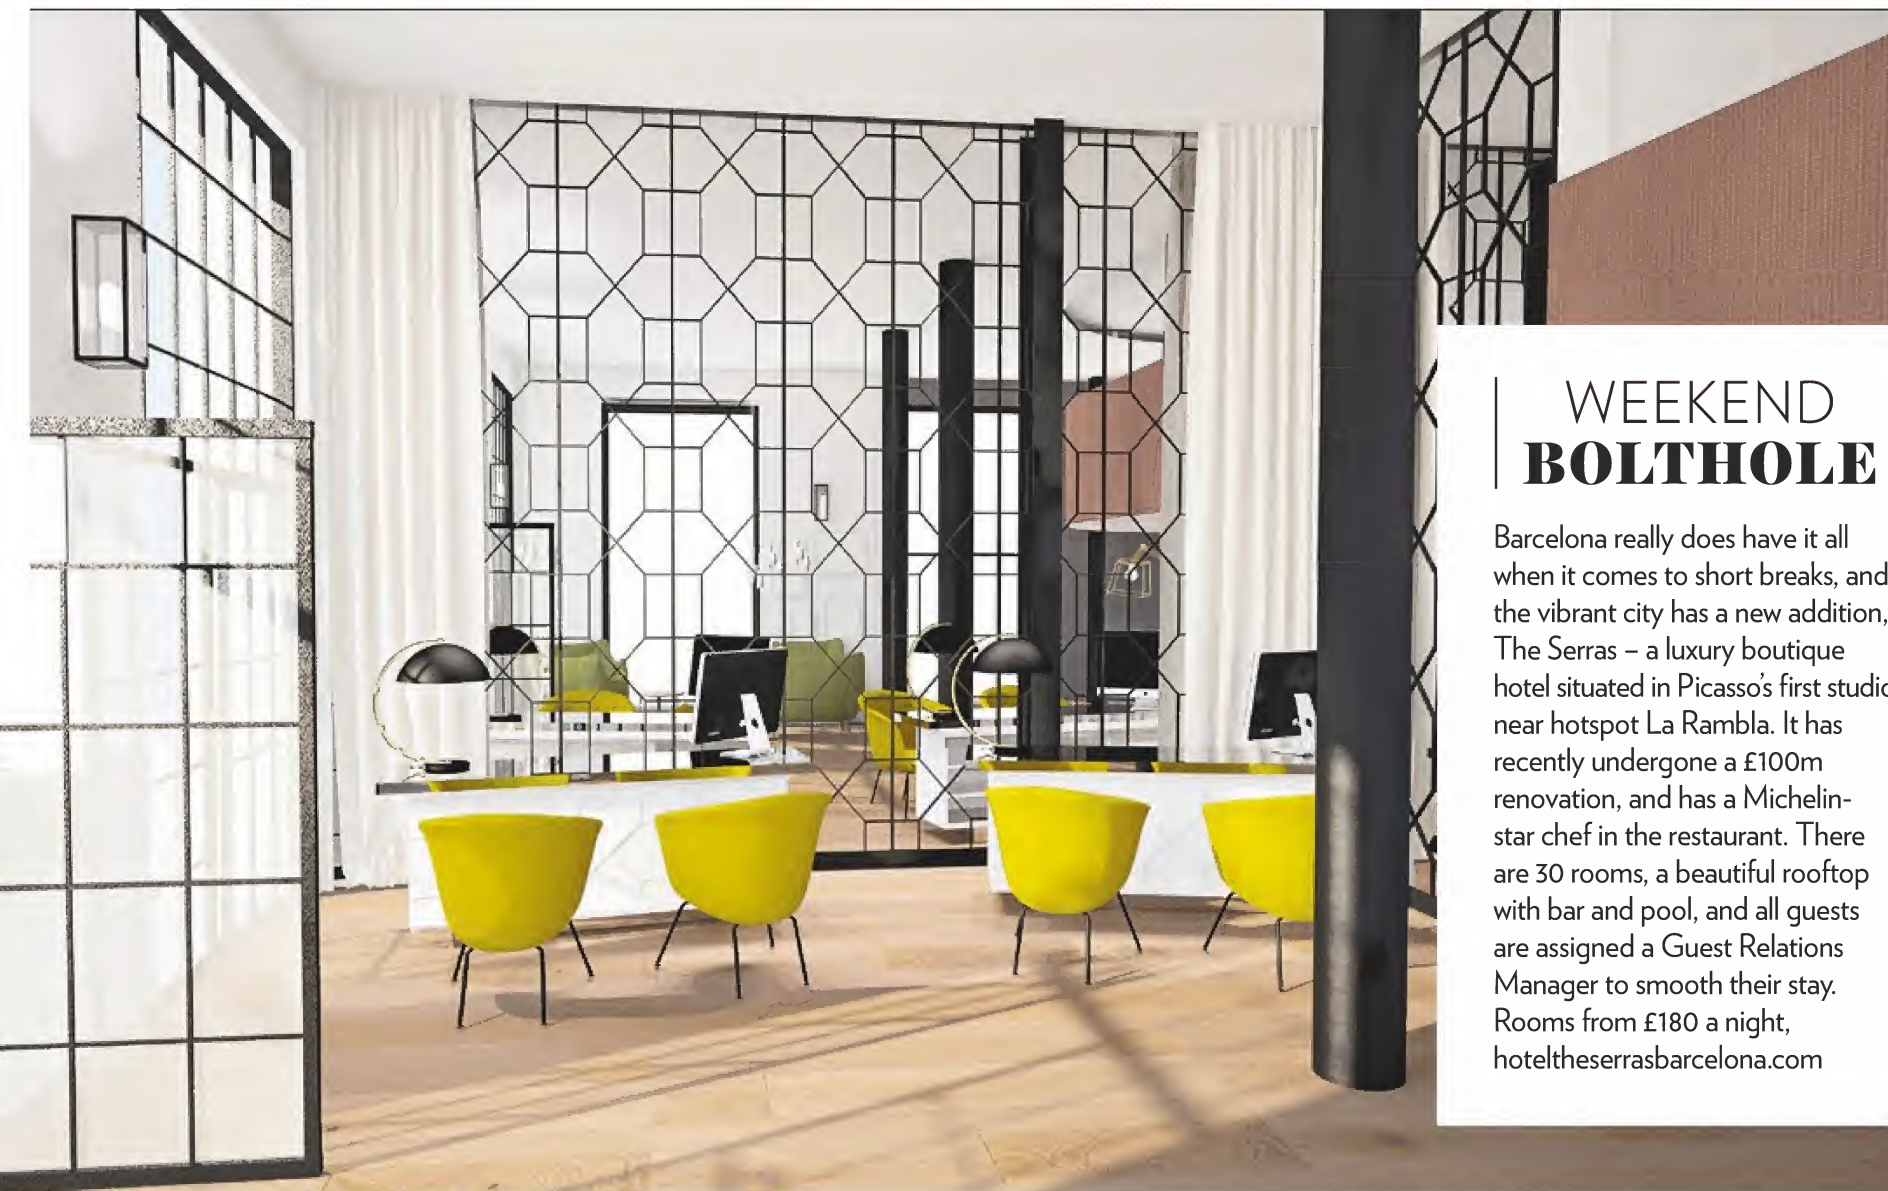 WEEKEND
BOLTHOLE
Barcelona really does have it all
when it comes to short breaks, and
the vibrant city has a new addition,
The Serras – a luxury boutique
hotel situated in Picasso's first studio
near hotspot La Rambla. It has
recently undergone a £100m
renovation, and has a Michelin-
star chef in the restaurant. There
are 30 rooms, a beautiful rooftop
with bar and pool, and all guests
are assigned a Guest Relations
Manager to smooth their stay.
Rooms from £180 a night,
hoteltheserrasbarcelona.com